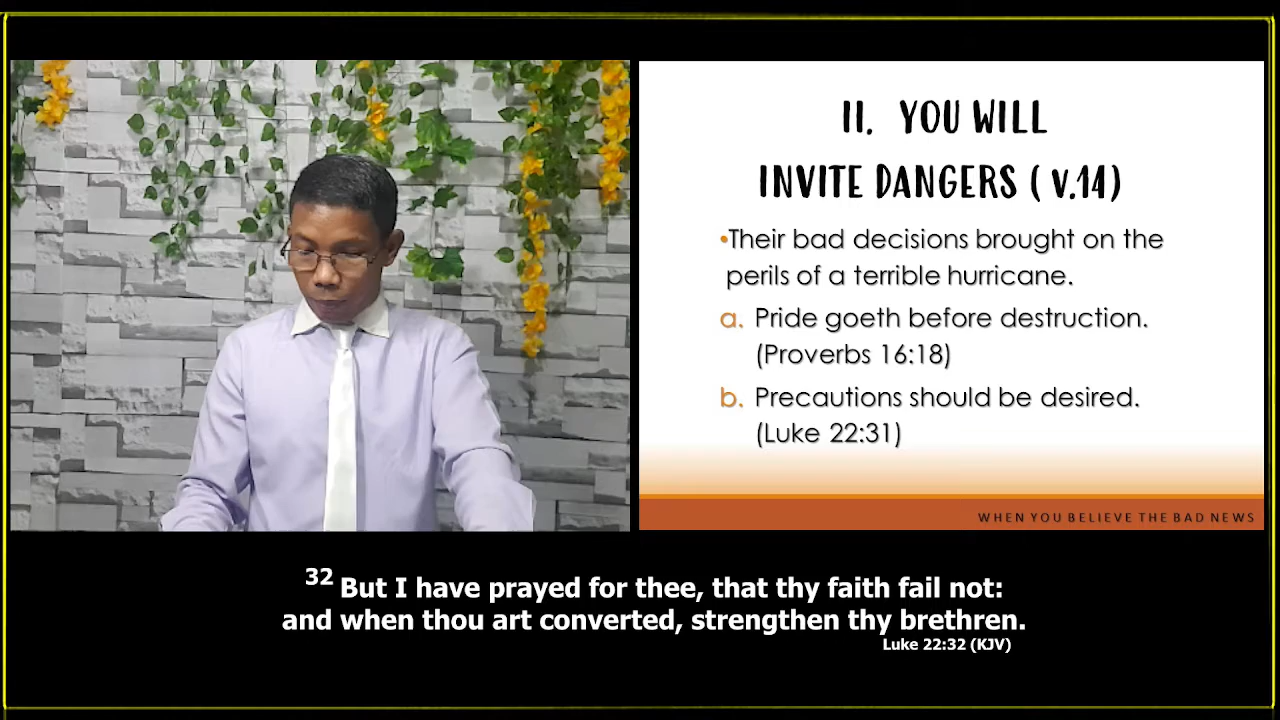 II. YOU WILL
INVITE DANGERS ( v.14)
•Their bad decisions brought on the
perils of a terrible hurricane.
a. Pride goeth before destruction.
(Proverbs 16:18)
b. Precautions should be desired.
(Luke 22:31)
WHEN YOU BELIEVE THE BAD NEWS
32 But I have prayed for thee, that thy faith fail not:
and when thou art converted, strengthen thy brethren.
Luke 22:32 (KJV)